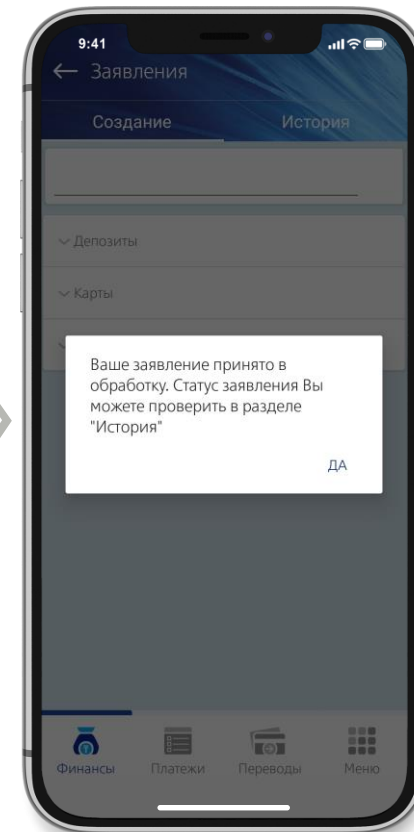 9:41
← Заявления
Создание История
Депозиты
Карты
Ваше заявление принято в
обработку. Статус заявления Вы
можете проверить в разделе
"История"
ДА
Финансы Платежи Переводы Меню